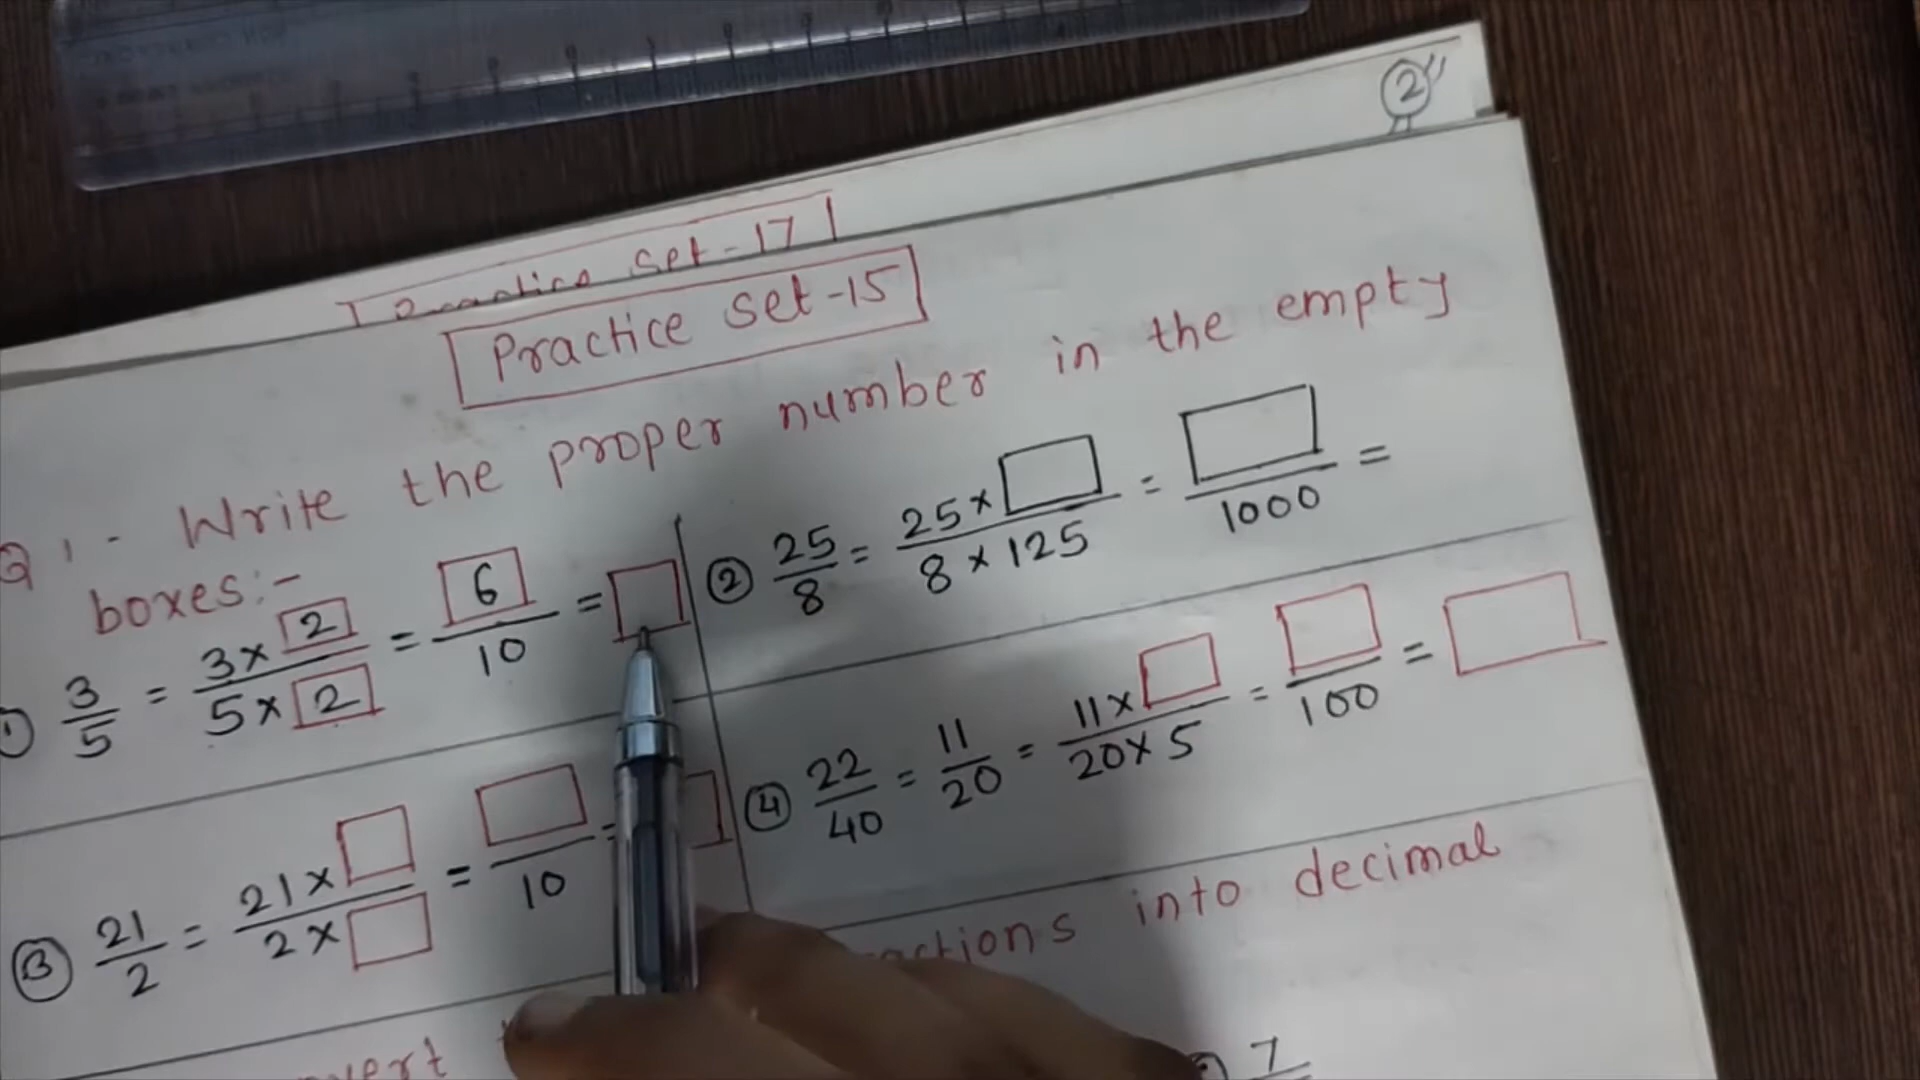 2
Practice Set-17
Practice Set-15
Q 1 - Write the proper number in the empty
boxes:-
1) 3/5 = 3×2/5×2 = 6/10 =
2 25/8 = 25×/8×125 = /1000 =
3 21/2 = 21×/2× = /10 =
4 22/40 = 11/20 = 11×/20×5 = /100 =
into decimal
7